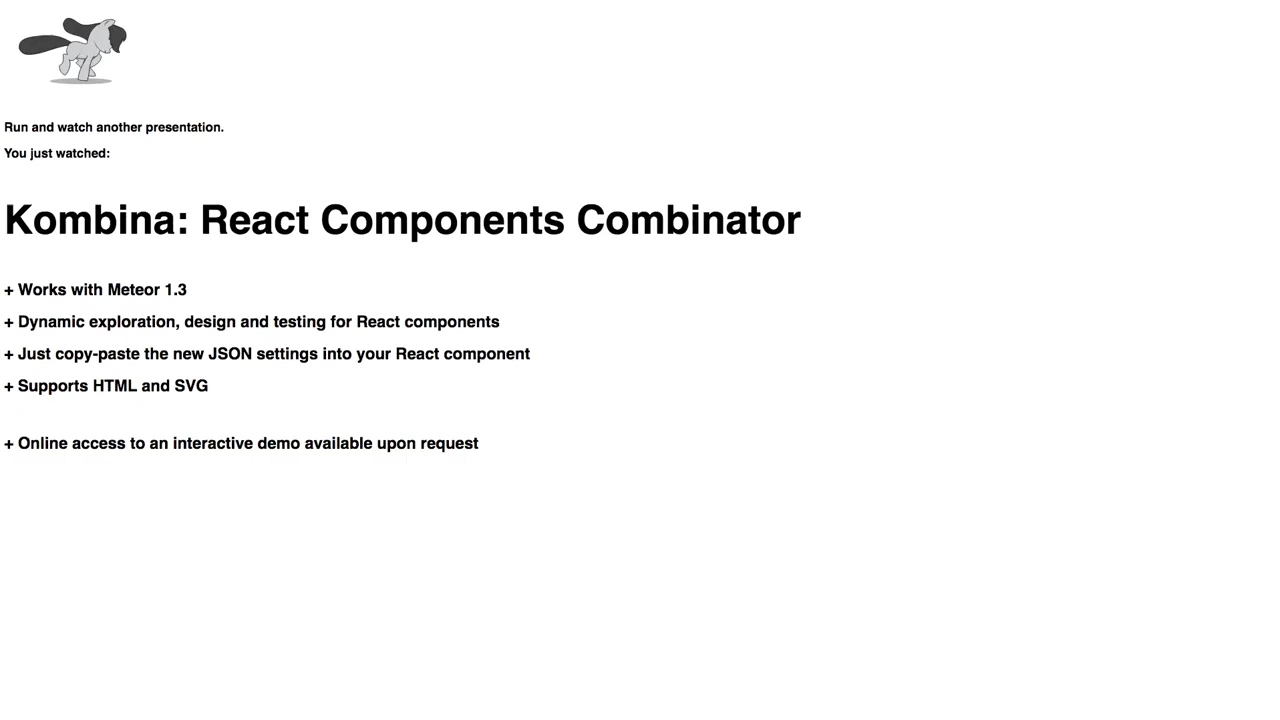 Run and watch another presentation.
You just watched:
Kombina: React Components Combinator
+ Works with Meteor 1.3
+ Dynamic exploration, design and testing for React components
+ Just copy-paste the new JSON settings into your React component
+ Supports HTML and SVG
+ Online access to an interactive demo available upon request